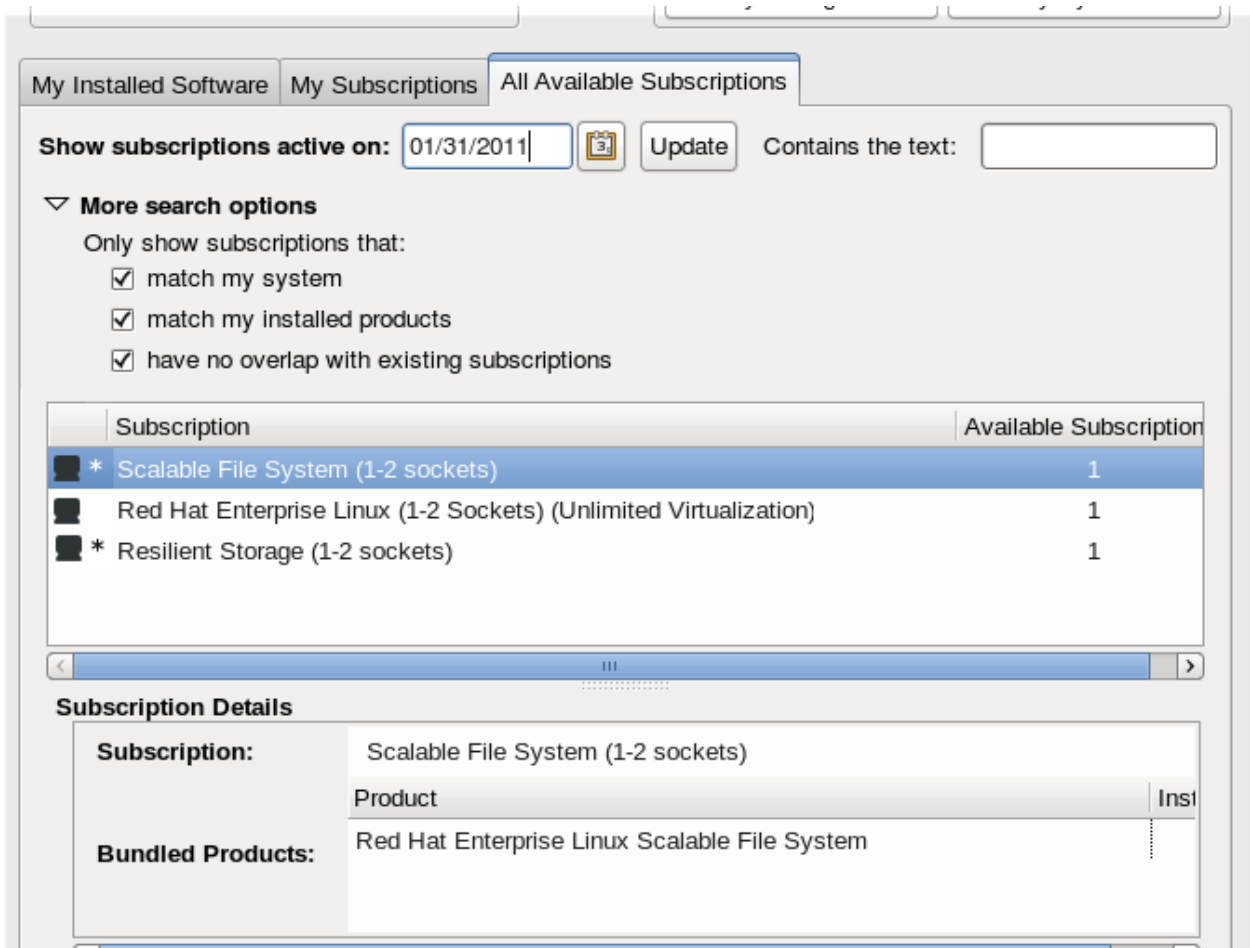 My Installed Software My Subscriptions All Available Subscriptions
Show subscriptions active on: 01/31/2011 Update Contains the text:
More search options
Only show subscriptions that:
match my system
match my installed products
have no overlap with existing subscriptions
Subscription Available Subscription
* Scalable File System (1-2 sockets) 1
Red Hat Enterprise Linux (1-2 Sockets) (Unlimited Virtualization) 1
* Resilient Storage (1-2 sockets) 1
Subscription Details
Subscription: Scalable File System (1-2 sockets)
Product Inst
Bundled Products: Red Hat Enterprise Linux Scalable File System